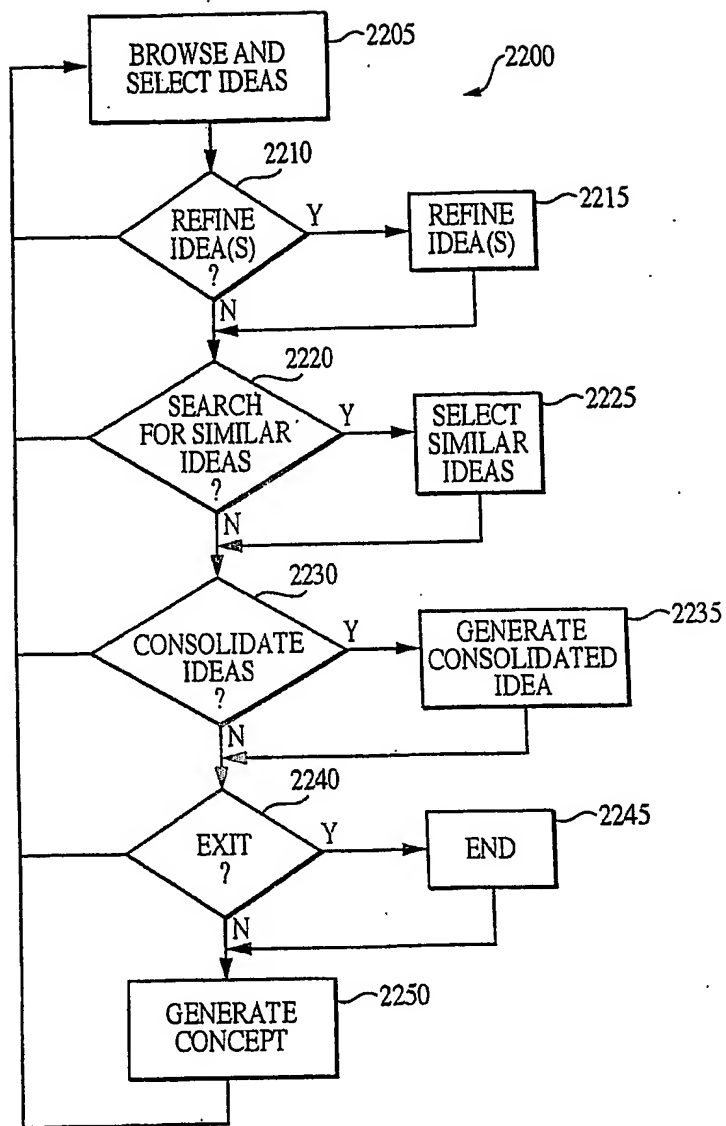 2205
BROWSE AND
SELECT IDEAS
2200
2210
REFINE
IDEA(S)
?
Y
N
2215
REFINE
IDEA(S)
2220
SEARCH
FOR SIMILAR
IDEAS
?
Y
N
2225
SELECT
SIMILAR
IDEAS
2230
CONSOLIDATE
IDEAS
?
Y
N
2235
GENERATE
CONSOLIDATED
IDEA
2240
EXIT
?
Y
N
2245
END
2250
GENERATE
CONCEPT